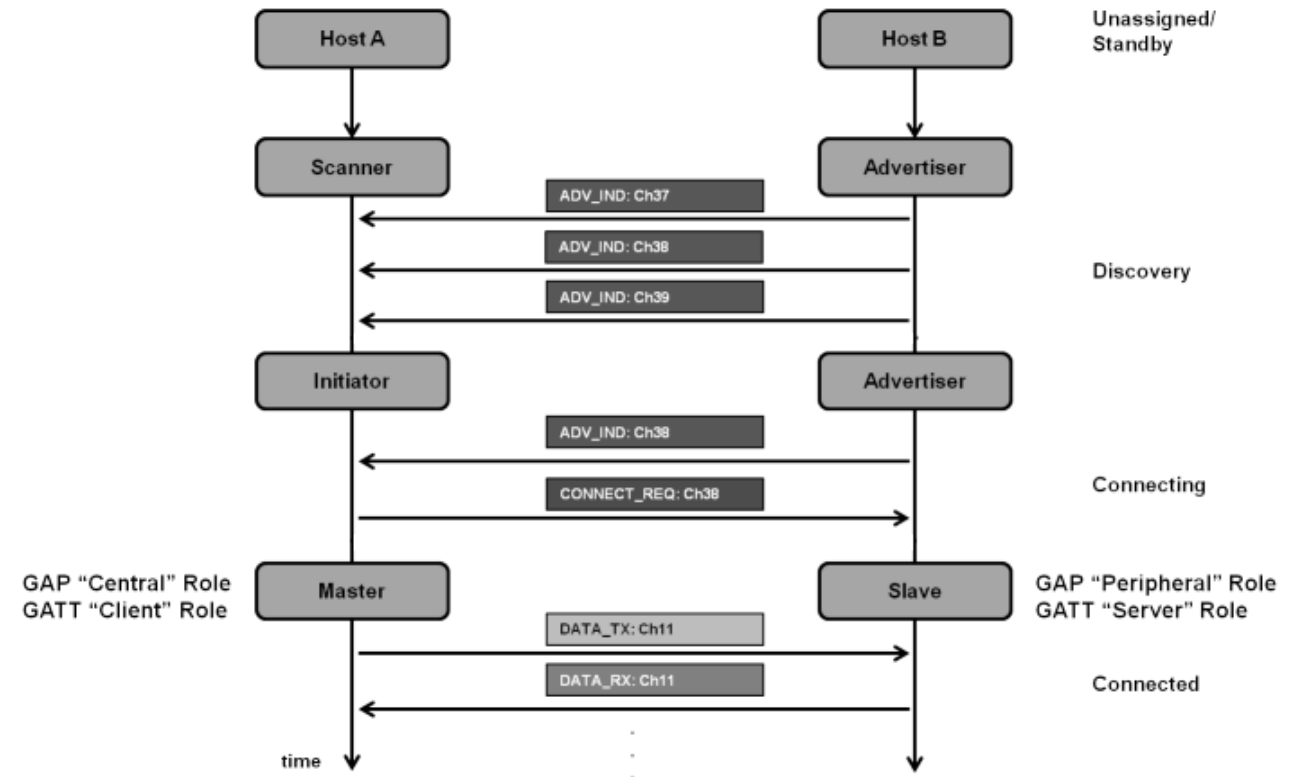 Host A
Host B
Unassigned/
Standby
Scanner
Advertiser
ADV_IND: Ch37
ADV_IND: Ch38
ADV_IND: Ch39
Discovery
Initiator
Advertiser
ADV_IND: Ch38
CONNECT_REQ: Ch38
Connecting
GAP “Central” Role
GATT “Client” Role
Master
Slave
GAP “Peripheral” Role
GATT “Server” Role
DATA_TX: Ch11
DATA_RX: Ch11
Connected
time